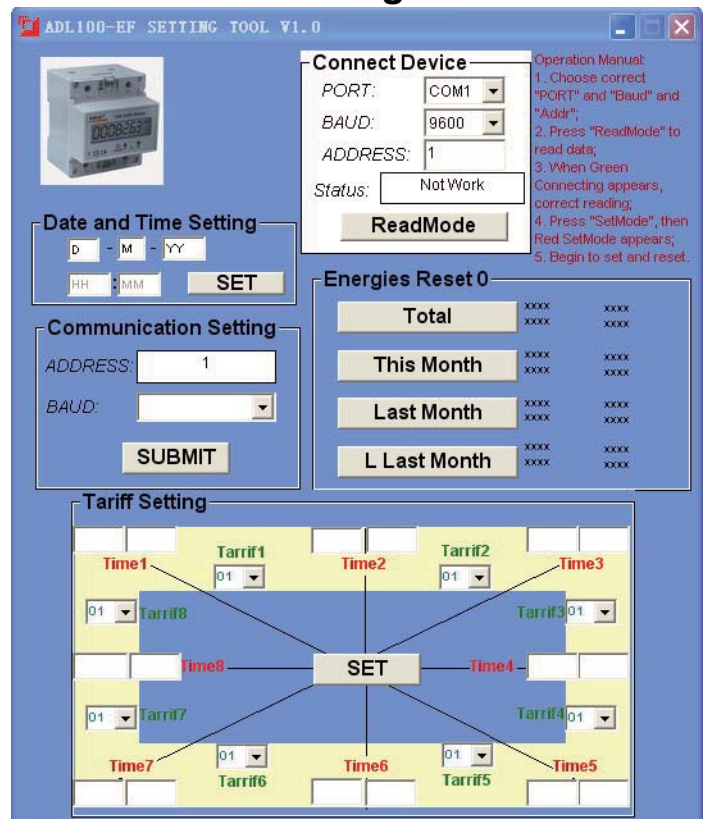 ADL100-EF SETTING TOOL V1.0
Connect Device
PORT: COM1
BAUD: 9600
ADDRESS: 1
Status: Not Work
ReadMode
Operation Manual:
1. Choose correct
"PORT" and "Baud" and
"Addr";
2. Press "ReadMode" to
read data;
3. When Green
Connecting appears,
correct reading;
4. Press "SetMode", then
Red SetMode appears;
5. Begin to set and reset.
Date and Time Setting
D - M - YY
HH : MM SET
Communication Setting
ADDRESS: 1
BAUD:
SUBMIT
Energies Reset 0
Total xxxx xxxx
xxxx xxxx
This Month xxxx xxxx
xxxx xxxx
Last Month xxxx xxxx
xxxx xxxx
L Last Month xxxx xxxx
xxxx xxxx
Tariff Setting
Time1 Tarrif1 Time2 Tarrif2 Time3
01 01
01 Tarrif8 Tarrif3 01
Time8 SET Time4
01 Tarrif7 Tarrif4 01
01 01
Time7 Tarrif6 Time6 Tarrif5 Time5